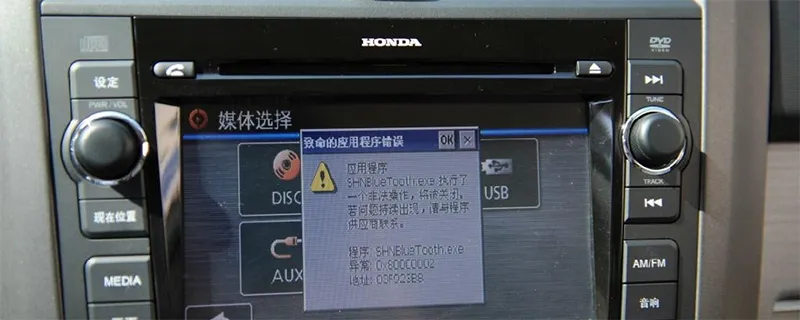 HONDA
DVD
VIDEO
设定
PWR/VOL
现在位置
MEDIA
TUNE
TRACK
AM/FM
音响
媒体选择
DISC
USB
AUX
致命的应用程序错误
OK
×
应用程序
SHNBlueTooth.exe 执行了
一个非法操作，将被关闭。
若问题持续出现，请与程序
供应商联系。
程序: SHNBlueTooth.exe
地址:
异常: